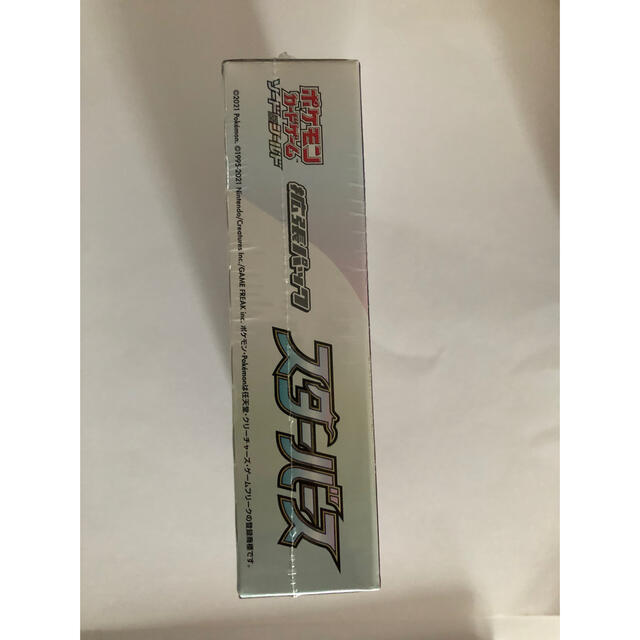 ポケモン
カードゲーム
ソード&シールド
拡張パック
スターバース
©2021 Pokémon. ©1995-2021 Nintendo/Creatures Inc./GAME FREAK inc. ポケモン・Pokémonは任天堂・クリーチャーズ・ゲームフリークの登録商標です。